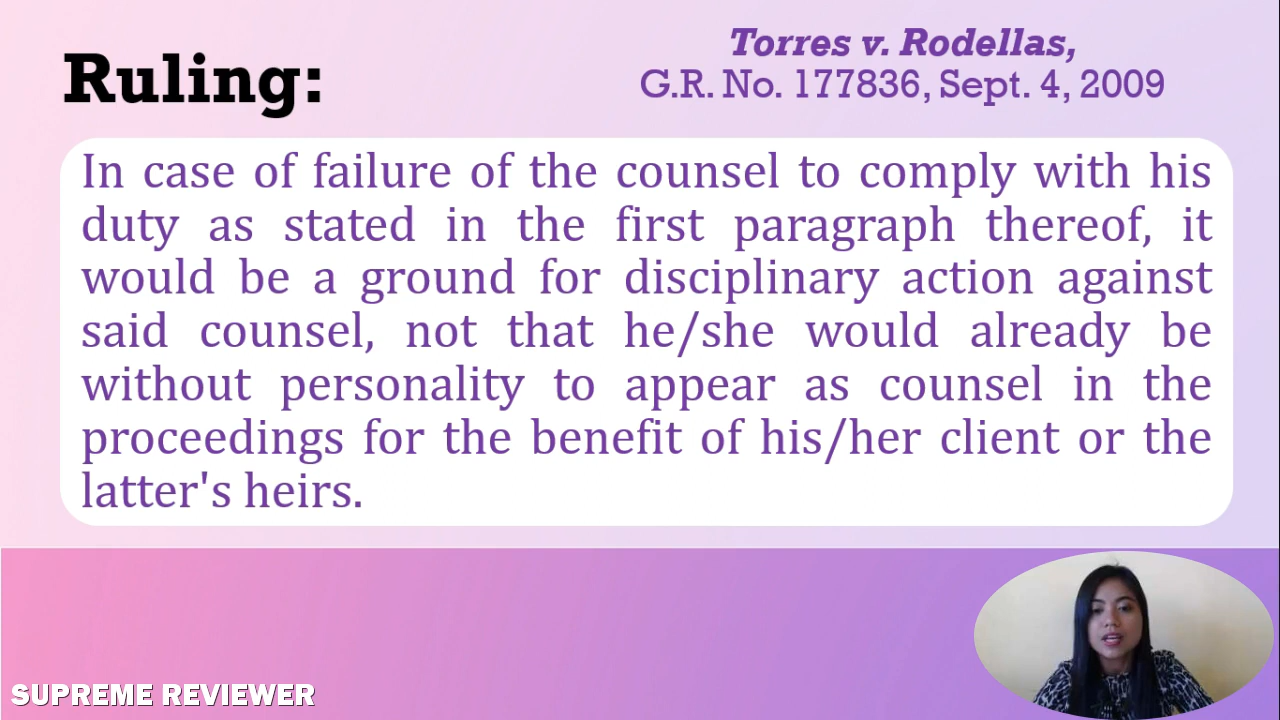 Ruling:
Torres v. Rodellas,
G.R. No. 177836, Sept. 4, 2009
In case of failure of the counsel to comply with his
duty as stated in the first paragraph thereof, it
would be a ground for disciplinary action against
said counsel, not that he/she would already be
without personality to appear as counsel in the
proceedings for the benefit of his/her client or the
latter's heirs.
SUPREME REVIEWER